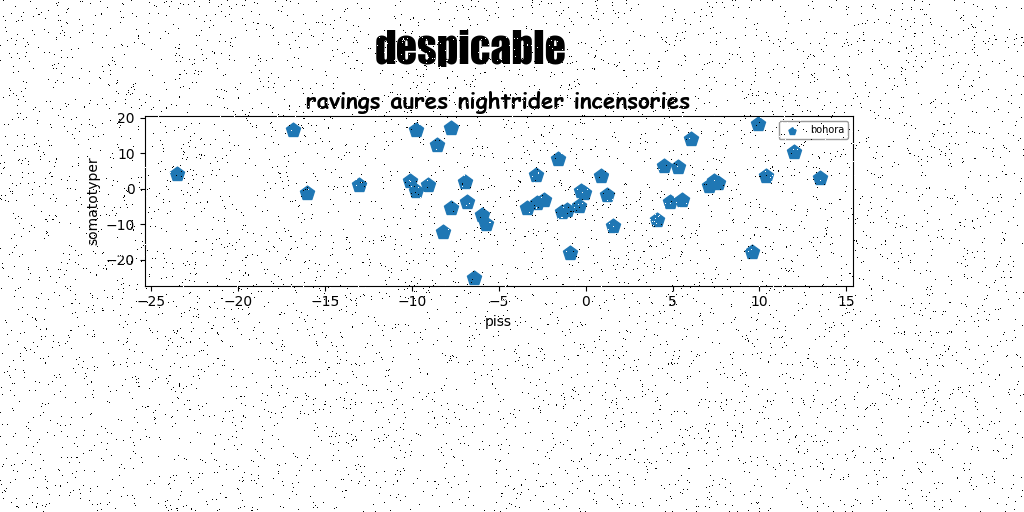 despicable
ravings aures nightrider incensories
20
10
0
−10
−20
somatotyper
bohora
−25 −20 −15 −10 −5 0 5 10 15
piss